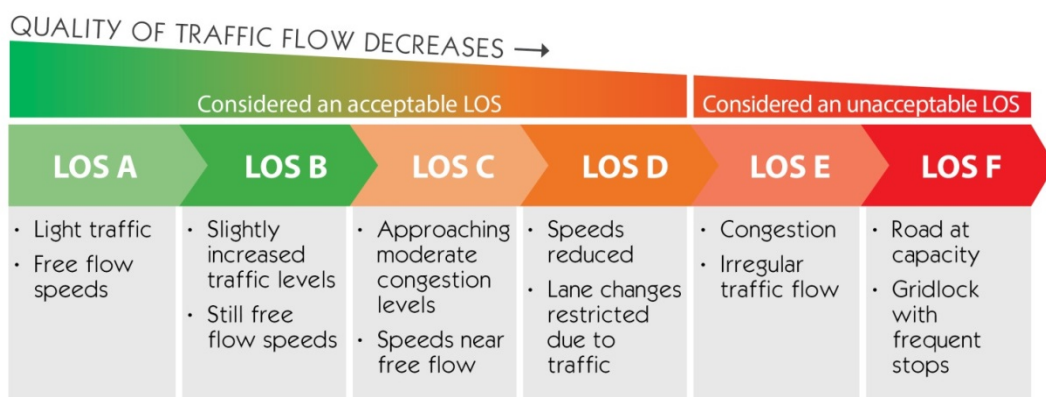 QUALITY OF TRAFFIC FLOW DECREASES →
Considered an acceptable LOS
Considered an unacceptable LOS
LOS A
LOS B
LOS C
LOS D
LOS E
LOS F
• Light traffic
• Free flow
speeds
• Slightly
increased
traffic levels
• Still free
flow speeds
• Approaching
moderate
congestion
levels
• Speeds near
free flow
• Speeds
reduced
• Lane changes
restricted
due to
traffic
• Congestion
• Irregular
traffic flow
• Road at
capacity
• Gridlock
with
frequent
stops